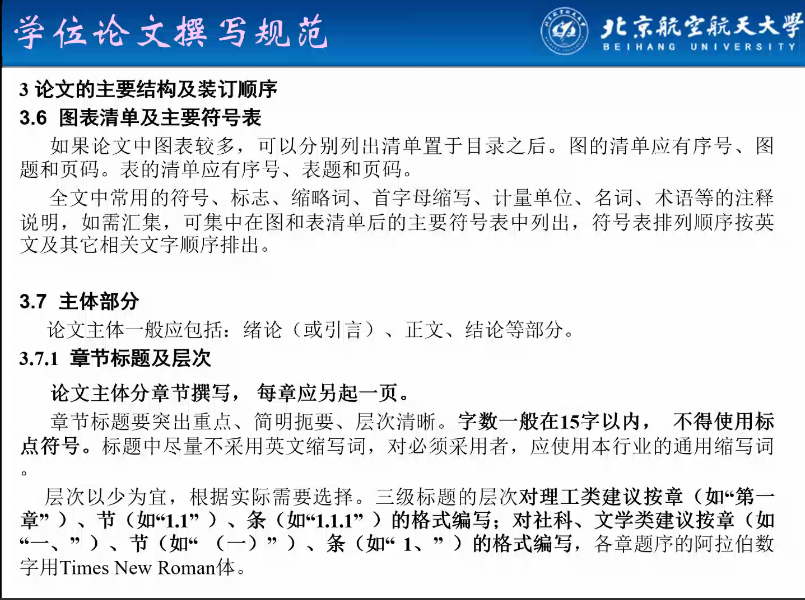 学位论文撰写规范
北京航空航天大学
BEIHANG UNIVERSITY
3 论文的主要结构及装订顺序
3.6 图表清单及主要符号表
如果论文中图表较多，可以分别列出清单置于目录之后。图的清单应有序号、图
题和页码。表的清单应有序号、表题和页码。
全文中常用的符号、标志、缩略词、首字母缩写、计量单位、名词、术语等的注释
说明，如需汇集，可集中在图和表清单后的主要符号表中列出，符号表排列顺序按英
文及其它相关文字顺序排出。
3.7 主体部分
论文主体一般应包括：绪论（或引言）、正文、结论等部分。
3.7.1 章节标题及层次
论文主体分章节撰写， 每章应另起一页。
章节标题要突出重点、简明扼要、层次清晰。字数一般在15字以内， 不得使用标
点符号。标题中尽量不采用英文缩写词，对必须采用者，应使用本行业的通用缩写词
。
层次以少为宜，根据实际需要选择。三级标题的层次对理工类建议按章（如“第一
章” ）、节（如“1.1” ）、条（如“1.1.1” ）的格式编写；对社科、文学类建议按章（如
“一、” ）、节（如“ （一）” ）、条（如“ 1、” ）的格式编写，各章题序的阿拉伯数
字用Times New Roman体。